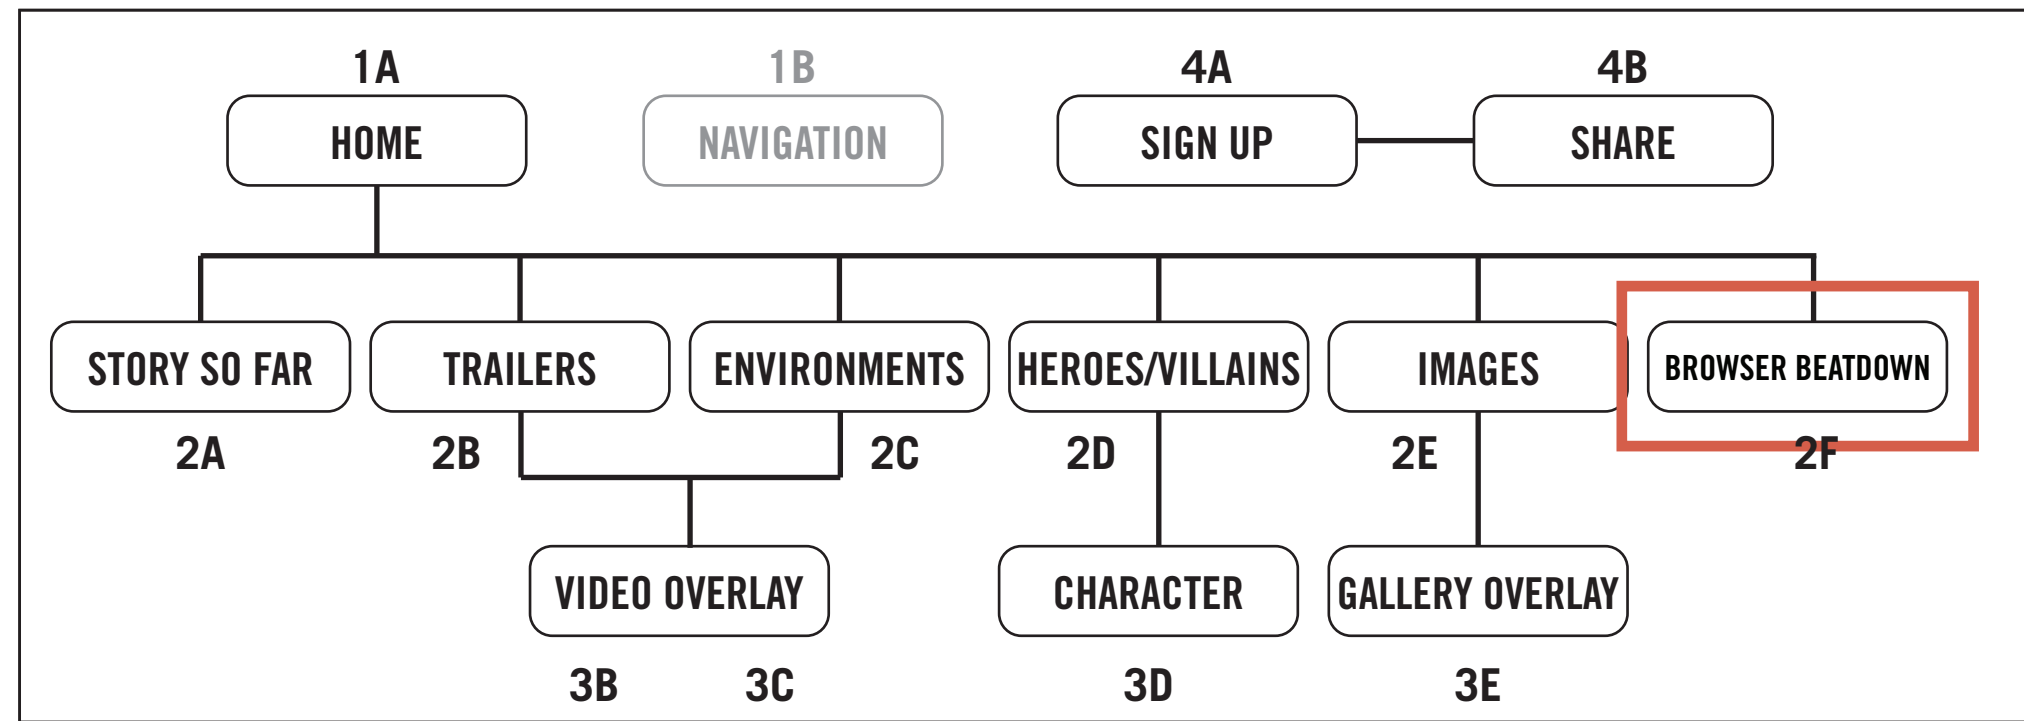 1A 1B 4A 4B
HOME NAVIGATION SIGN UP SHARE
STORY SO FAR TRAILERS ENVIRONMENTS HEROES/VILLAINS IMAGES BROWSER BEATDOWN
2A 2B 2C 2D 2E 2F
VIDEO OVERLAY CHARACTER GALLERY OVERLAY
3B 3C 3D 3E